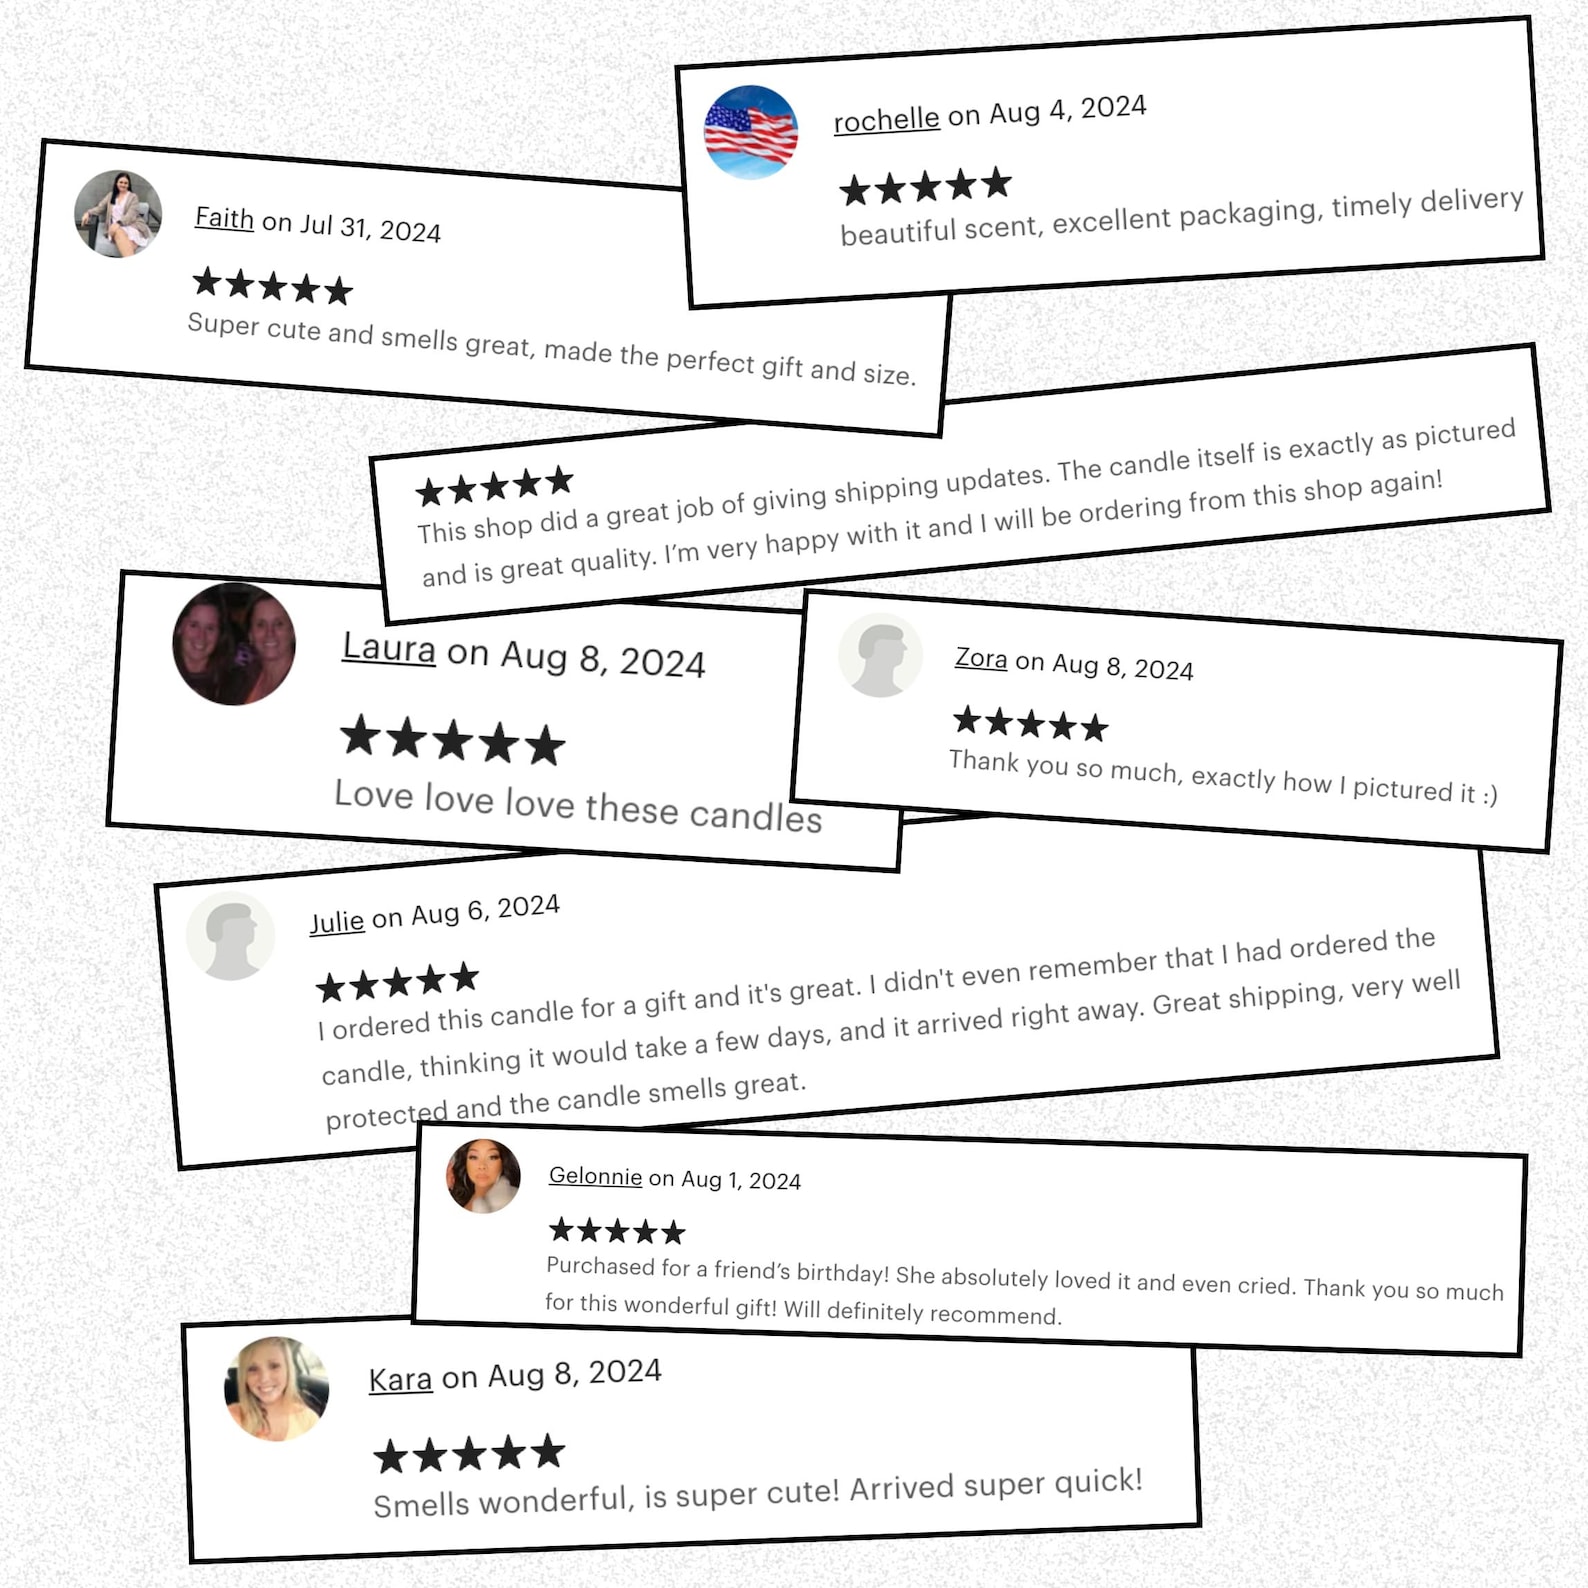 rochelle on Aug 4, 2024
★★★★★
beautiful scent, excellent packaging, timely delivery
Faith on Jul 31, 2024
★★★★★
Super cute and smells great, made the perfect gift and size.
★★★★★
This shop did a great job of giving shipping updates. The candle itself is exactly as pictured
and is great quality. I’m very happy with it and I will be ordering from this shop again!
Laura on Aug 8, 2024
★★★★★
Love love love these candles
Zora on Aug 8, 2024
★★★★★
Thank you so much, exactly how I pictured it :)
Julie on Aug 6, 2024
★★★★★
I ordered this candle for a gift and it's great. I didn't even remember that I had ordered the
candle, thinking it would take a few days, and it arrived right away. Great shipping, very well
protected and the candle smells great.
Gelonnie on Aug 1, 2024
★★★★★
Purchased for a friend’s birthday! She absolutely loved it and even cried. Thank you so much
for this wonderful gift! Will definitely recommend.
Kara on Aug 8, 2024
★★★★★
Smells wonderful, is super cute! Arrived super quick!